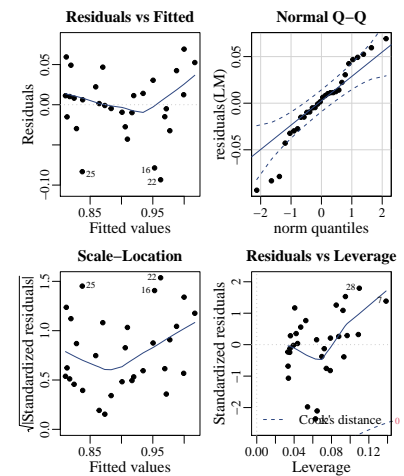 Residuals vs Fitted
Residuals
0.05
0.00
−0.10
25
16
22
0.85
0.95
Fitted values
Normal Q−Q
residuals(LM)
0.05
0.00
−0.05
−2
−1
0
1
2
norm quantiles
Scale−Location
√|Standardized residuals|
1.5
1.0
0.5
0.0
25
16
22
0.85
0.95
Fitted values
Residuals vs Leverage
Standardized residuals
2
1
0
−1
−2
28
7
Cook's distance
0
0.00
0.04
0.08
0.12
Leverage